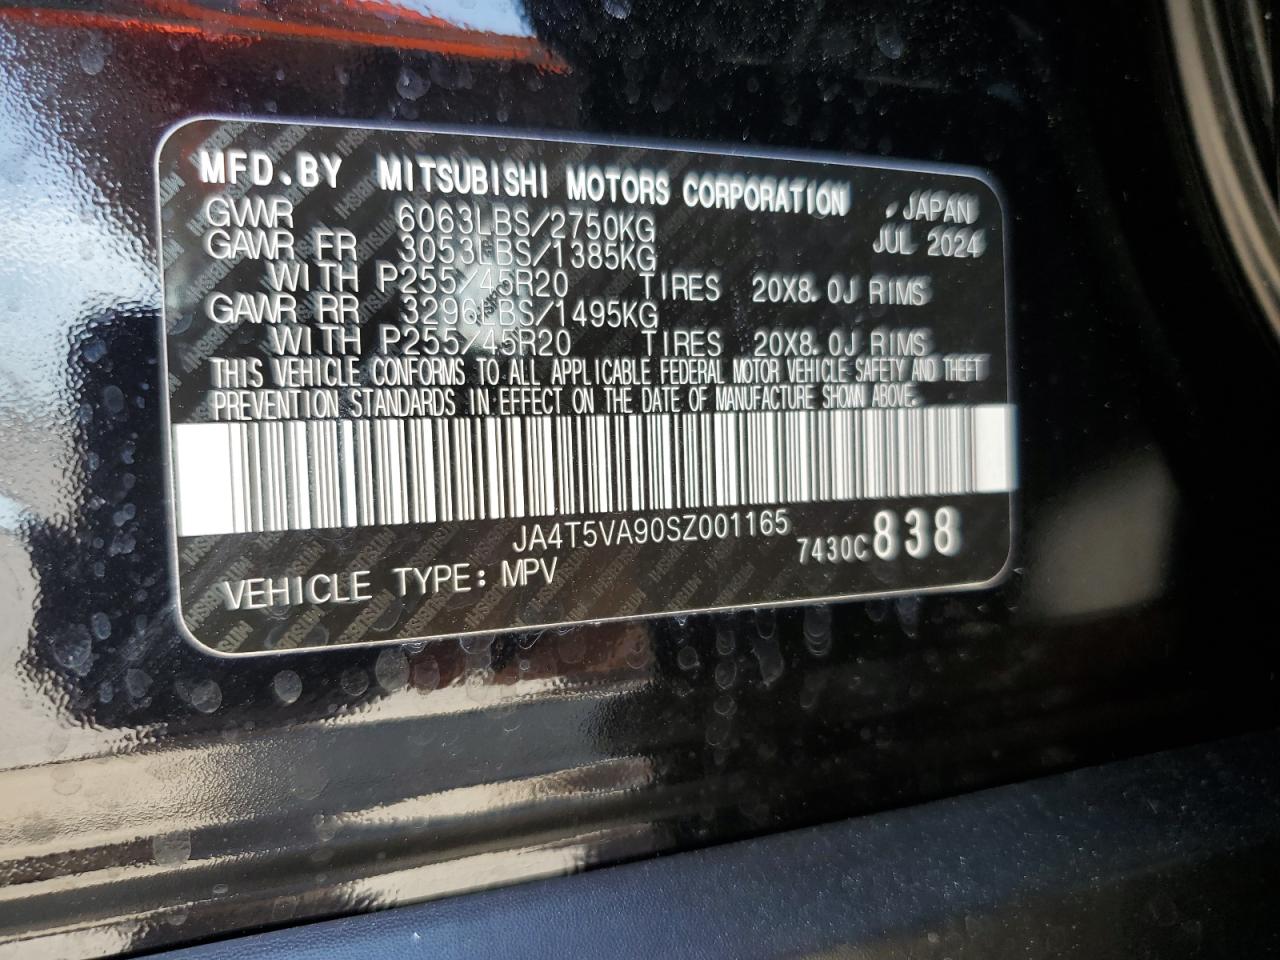 MFD.BY MITSUBISHI MOTORS CORPORATION , JAPAN
GVWR 6063LBS/2750KG JUL 2024
GAWR FR 3053LBS/1385KG
WITH P255/45R20 TIRES 20X8.0J RIMS
GAWR RR 3296LBS/1495KG
WITH P255/45R20 TIRES 20X8.0J RIMS
THIS VEHICLE CONFORMS TO ALL APPLICABLE FEDERAL MOTOR VEHICLE SAFETY AND THEFT
PREVENTION STANDARDS IN EFFECT ON THE DATE OF MANUFACTURE SHOWN ABOVE.
JA4T5VA90SZ001165
7430C 838
VEHICLE TYPE: MPV